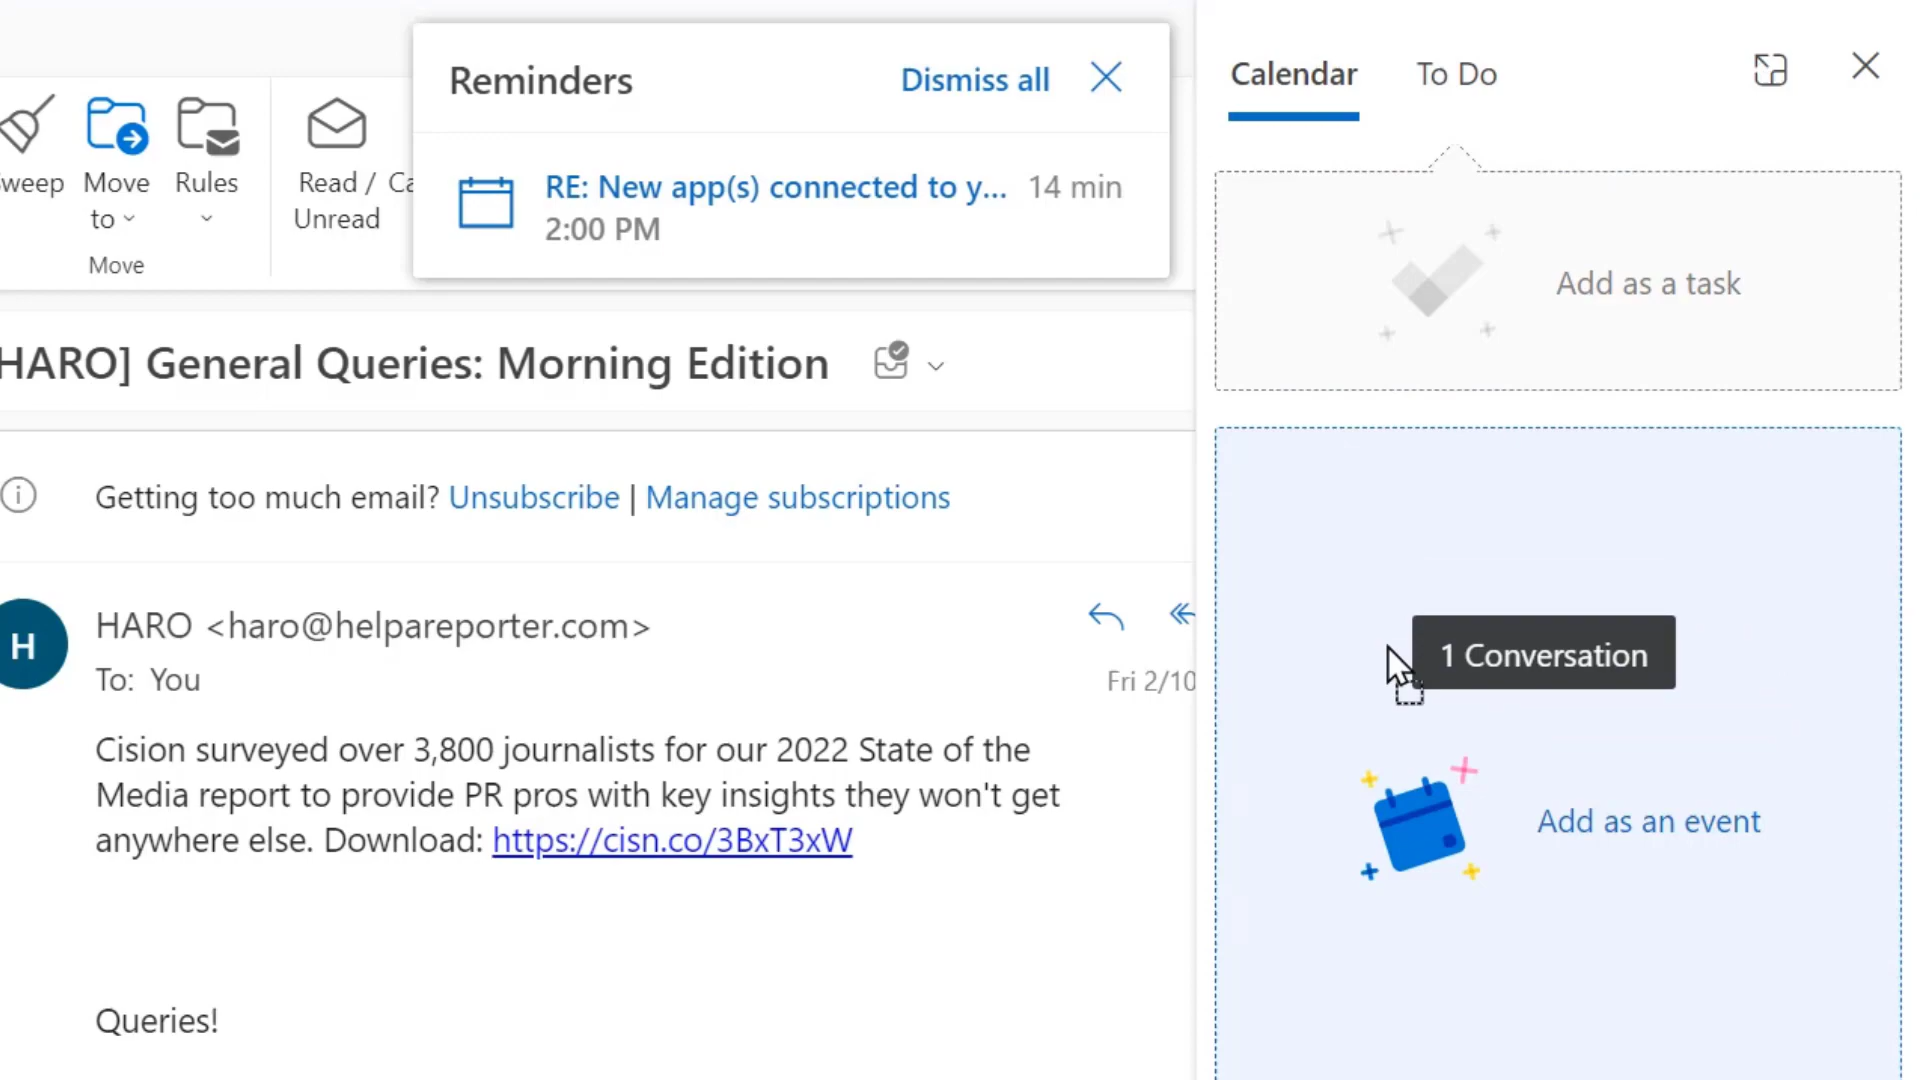 Reminders Dismiss all
RE: New app(s) connected to y... 14 min
2:00 PM
Calendar To Do
weep Move to Rules Read / Unread Ca
Move
Add as a task
HARO] General Queries: Morning Edition
Getting too much email? Unsubscribe | Manage subscriptions
H
HARO <haro@helpareporter.com>
To: You
Fri 2/10
Cision surveyed over 3,800 journalists for our 2022 State of the
Media report to provide PR pros with key insights they won't get
anywhere else. Download: https://cisn.co/3BxT3xW
Queries!
1 Conversation
Add as an event